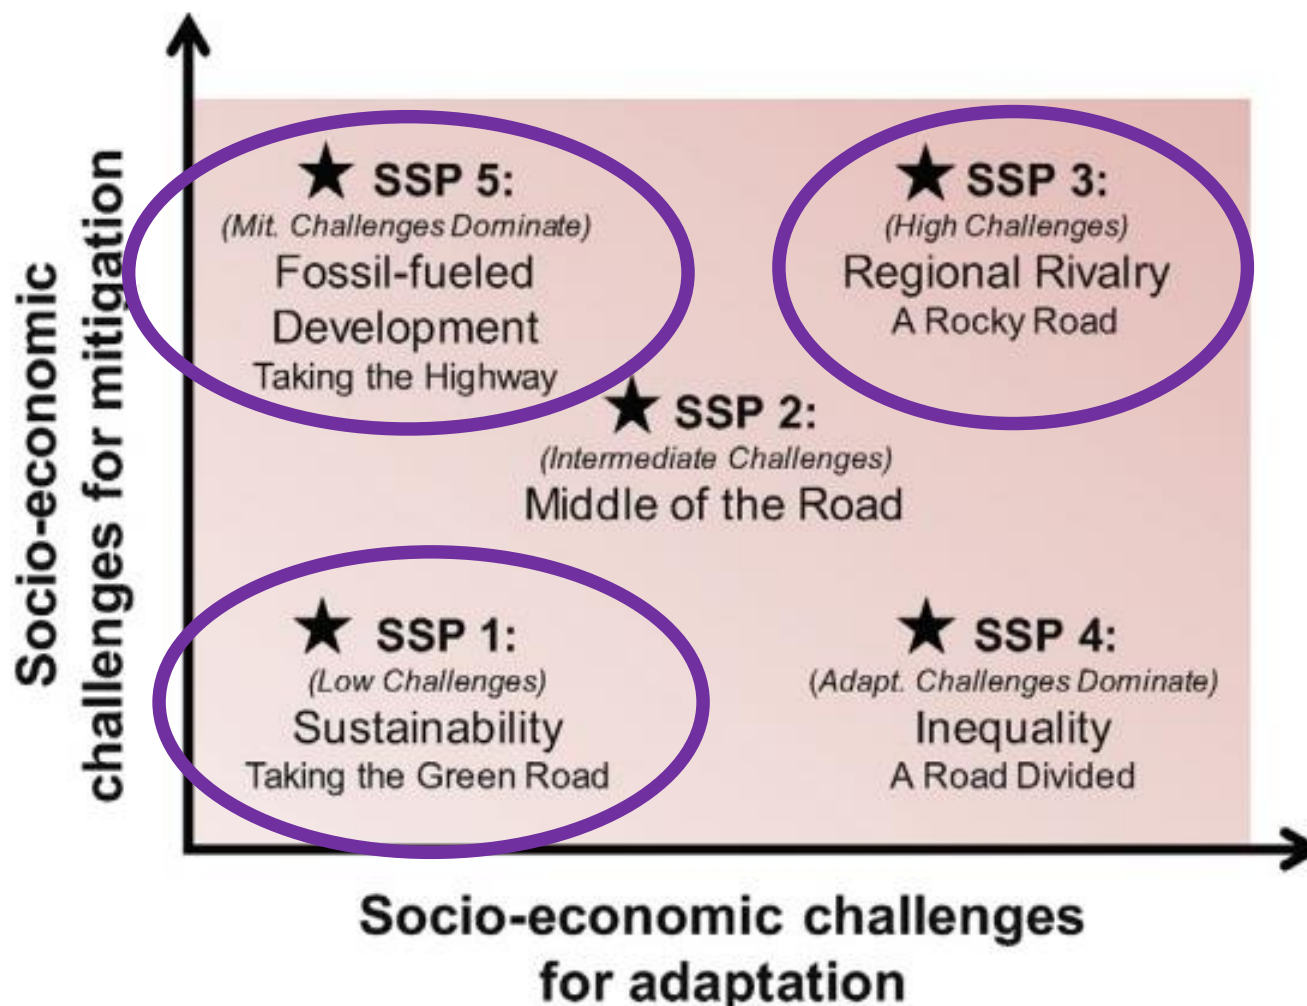 Socio-economic
challenges for mitigation
SSP 5:
(Mit. Challenges Dominate)
Fossil-fueled
Development
Taking the Highway
SSP 3:
(High Challenges)
Regional Rivalry
A Rocky Road
SSP 2:
(Intermediate Challenges)
Middle of the Road
SSP 1:
(Low Challenges)
Sustainability
Taking the Green Road
SSP 4:
(Adapt. Challenges Dominate)
Inequality
A Road Divided
Socio-economic challenges
for adaptation